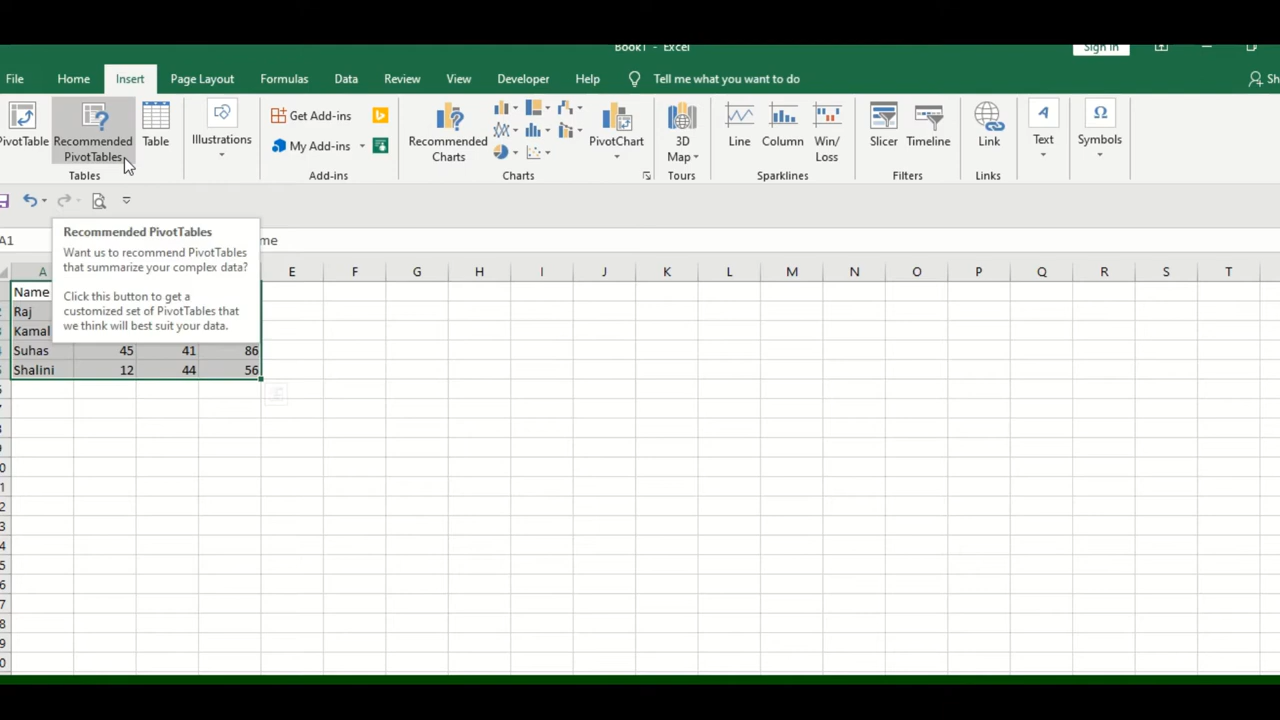 Book1 - Excel
Sign in
File Home Insert Page Layout Formulas Data Review View Developer Help Tell me what you want to do
PivotTable
Recommended
PivotTables
Table
Tables
Illustrations
Get Add-ins
My Add-ins
Add-ins
Recommended
Charts
PivotChart
Charts
3D
Map
Tours
Line
Column
Win/
Loss
Sparklines
Slicer
Timeline
Filters
Link
Links
Text
Symbols
A1
Recommended PivotTables
Want us to recommend PivotTables
that summarize your complex data?
Click this button to get a
customized set of PivotTables that
we think will best suit your data.
A E F G H I J K L M N O P Q R S T
Name
Raj
Kamal
Suhas 45 41 86
Shalini 12 44 56